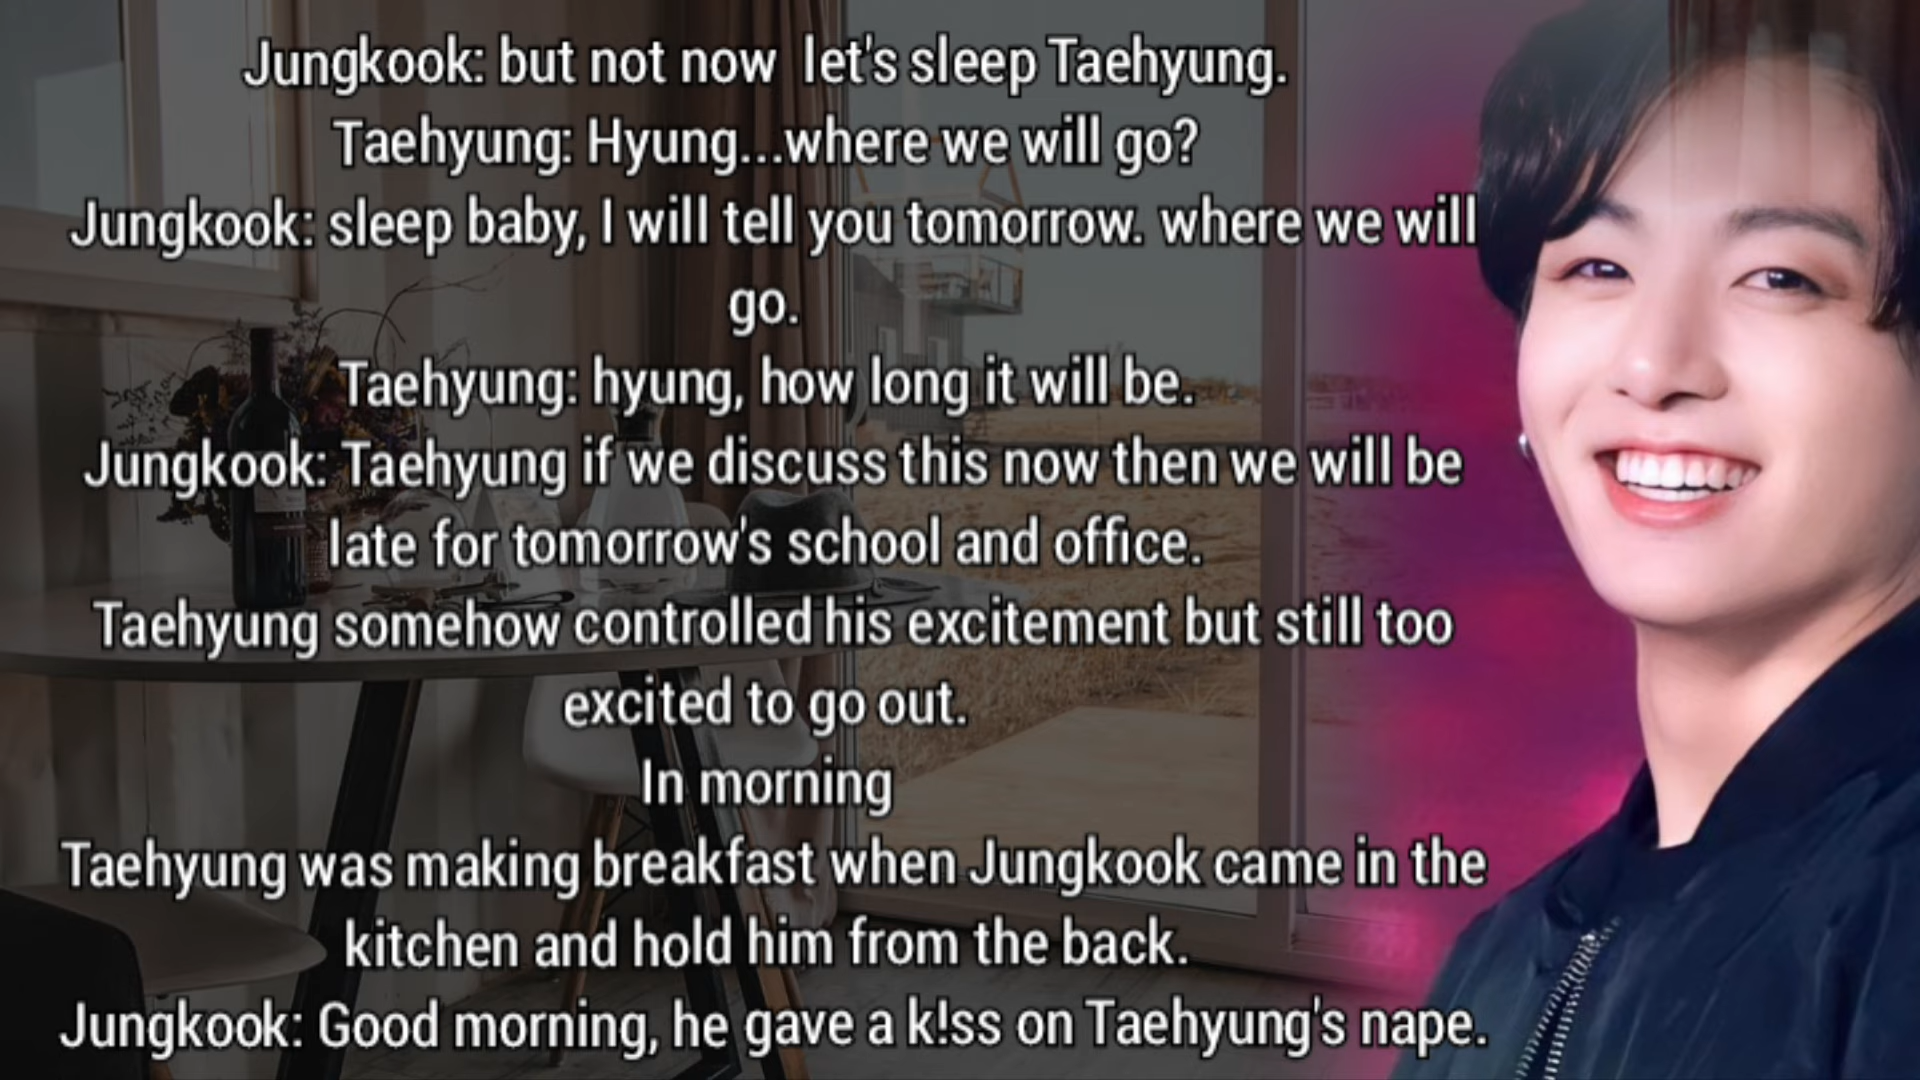 Jungkook: but not now  let's sleep Taehyung.
Taehyung: Hyung...where we will go?
Jungkook: sleep baby, I will tell you tomorrow. where we will
go.
Taehyung: hyung, how long it will be.
Jungkook: Taehyung if we discuss this now then we will be
late for tomorrow's school and office.
Taehyung somehow controlled his excitement but still too
excited to go out.
In morning
Taehyung was making breakfast when Jungkook came in the
kitchen and hold him from the back.
Jungkook: Good morning, he gave a k!ss on Taehyung's nape.